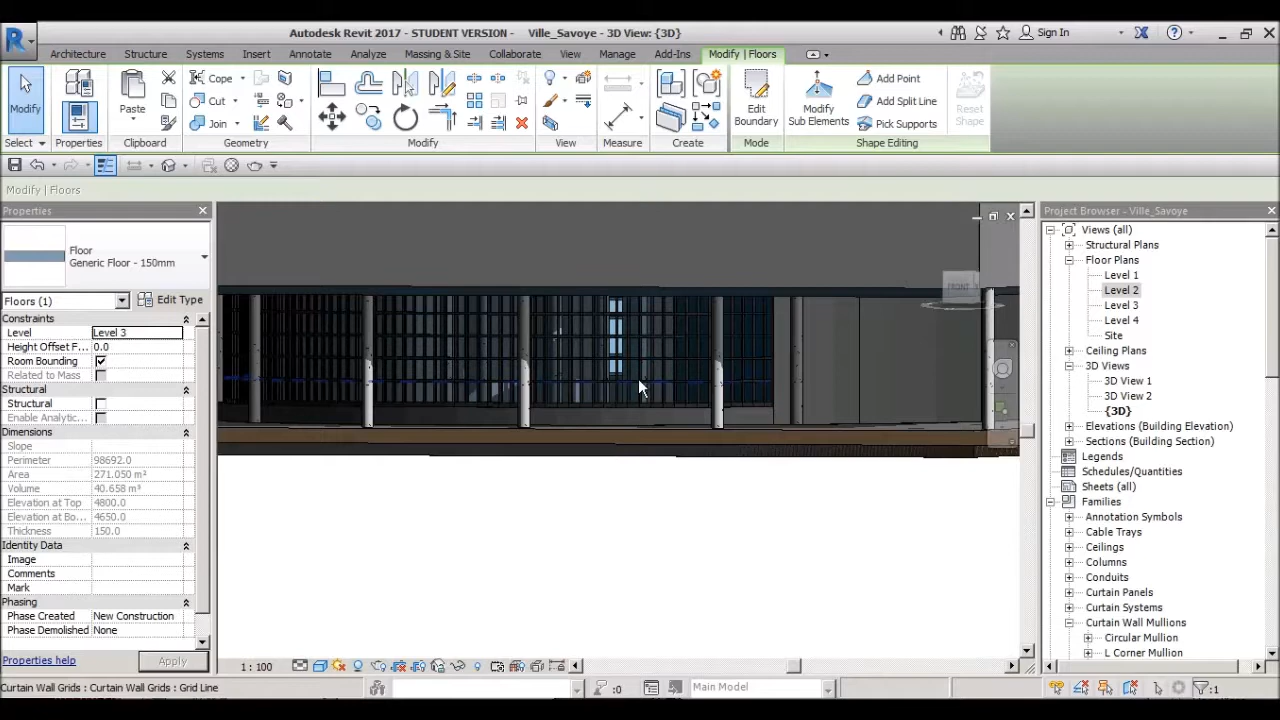 Autodesk Revit 2017 - STUDENT VERSION - Ville_Savoye - 3D View: {3D}
Sign In
Architecture Structure Systems Insert Annotate Analyze Massing & Site Collaborate View Manage Add-Ins Modify | Floors
Modify
Paste
Cope
Cut
Join
Edit Boundary
Modify Sub Elements
Add Point
Add Split Line
Pick Supports
Reset Shape
Select Properties Clipboard Geometry Modify View Measure Create Mode Shape Editing
Modify | Floors
Properties
Floor
Generic Floor - 150mm
Floors (1)
Edit Type
Constraints
Level Level 3
Height Offset F... 0.0
Room Bounding
Related to Mass
Structural
Structural
Enable Analytic...
Dimensions
Slope
Perimeter 98692.0
Area 271.050 m²
Volume 40.658 m³
Elevation at Top 4800.0
Elevation at Bo... 4650.0
Thickness 150.0
Identity Data
Image
Comments
Mark
Phasing
Phase Created New Construction
Phase Demolished None
Properties help
Apply
FRONT
1 : 100
Project Browser - Ville_Savoye
Views (all)
Structural Plans
Floor Plans
Level 1
Level 2
Level 3
Level 4
Site
Ceiling Plans
3D Views
3D View 1
3D View 2
{3D}
Elevations (Building Elevation)
Sections (Building Section)
Legends
Schedules/Quantities
Sheets (all)
Families
Annotation Symbols
Cable Trays
Ceilings
Columns
Conduits
Curtain Panels
Curtain Systems
Curtain Wall Mullions
Circular Mullion
L Corner Mullion
Curtain Wall Grids : Curtain Wall Grids : Grid Line
:0
Main Model
:1